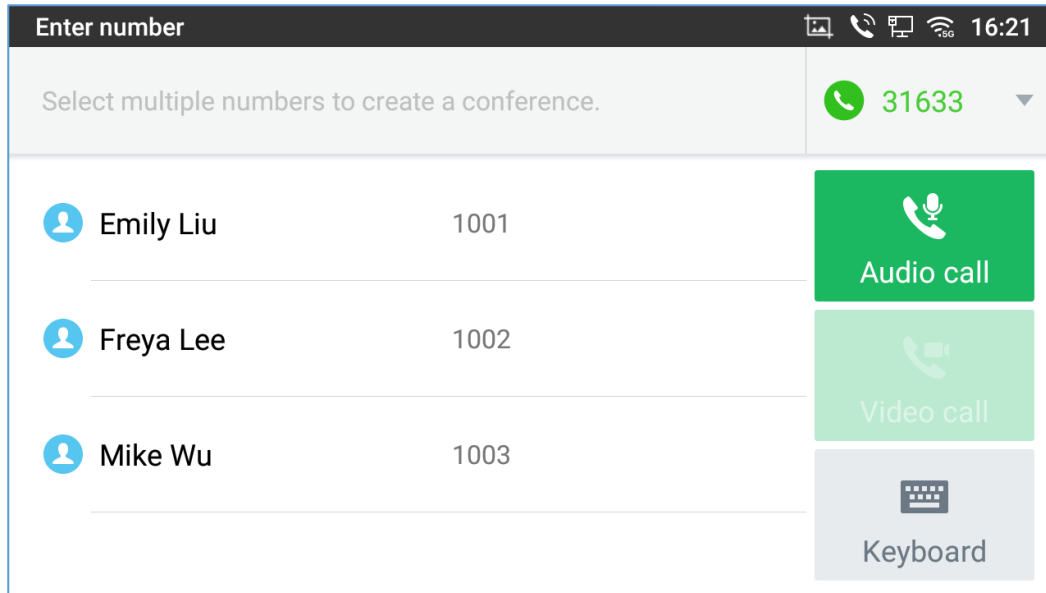 Enter number
5G 16:21
Select multiple numbers to create a conference.
31633
Emily Liu 1001
Audio call
Freya Lee 1002
Video call
Mike Wu 1003
Keyboard